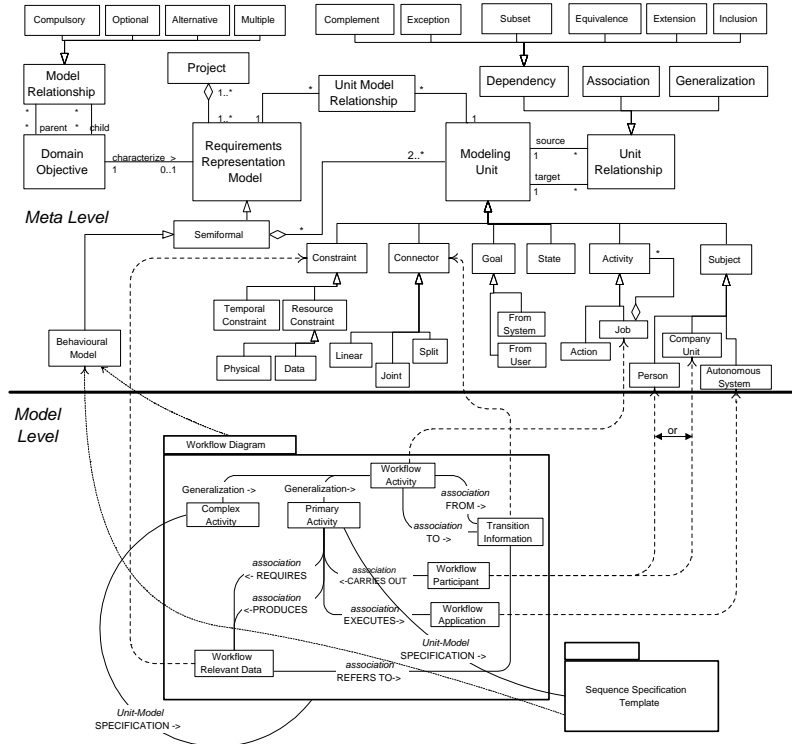 Compulsory
Optional
Alternative
Multiple
Complement
Exception
Subset
Equivalence
Extension
Inclusion
Model
Relationship
Project
Unit Model
Relationship
Dependency
Association
Generalization
1..*
*
*
*
*
*
parent
*
child
*
1..*
1
1
Domain
Objective
characterize >
1
0..1
Requirements
Representation
Model
2..*
Modeling
Unit
source
1
*
target
1
*
Unit
Relationship
Meta Level
Semiformal
*
Constraint
Connector
Goal
State
Activity
*
Subject
Temporal
Constraint
Resource
Constraint
Physical
Data
Linear
Joint
Split
From
System
From
User
Action
Job
Person
Company
Unit
Autonomous
System
Behavioural
Model
Model
Level
or
Workflow Diagram
Workflow
Activity
Generalization ->
Generalization->
Complex
Activity
Primary
Activity
association
FROM ->
association
TO ->
Transition
Information
association
<- REQUIRES
association
<-CARRIES OUT
Workflow
Participant
association
<-PRODUCES
association
EXECUTES->
Workflow
Application
Workflow
Relevant Data
association
REFERS TO->
Unit-Model
SPECIFICATION ->
Unit-Model
SPECIFICATION ->
Sequence Specification
Template